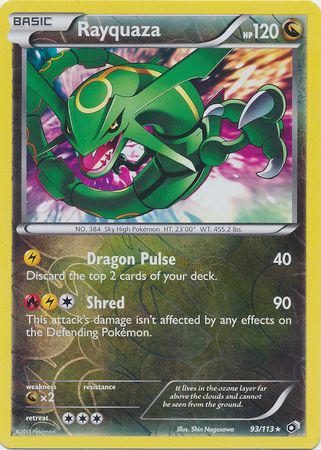 BASIC
Rayquaza HP120
NO. 384 Sky High Pokémon HT: 23'00" WT: 455.2 lbs.
Dragon Pulse 40
Discard the top 2 cards of your deck.
Shred 90
This attack's damage isn't affected by any effects on
the Defending Pokémon.
weakness
×2
resistance
retreat
It lives in the ozone layer far
above the clouds and cannot
be seen from the ground.
Illus. Shin Nagasawa
93/113★
©2013 Pokémon